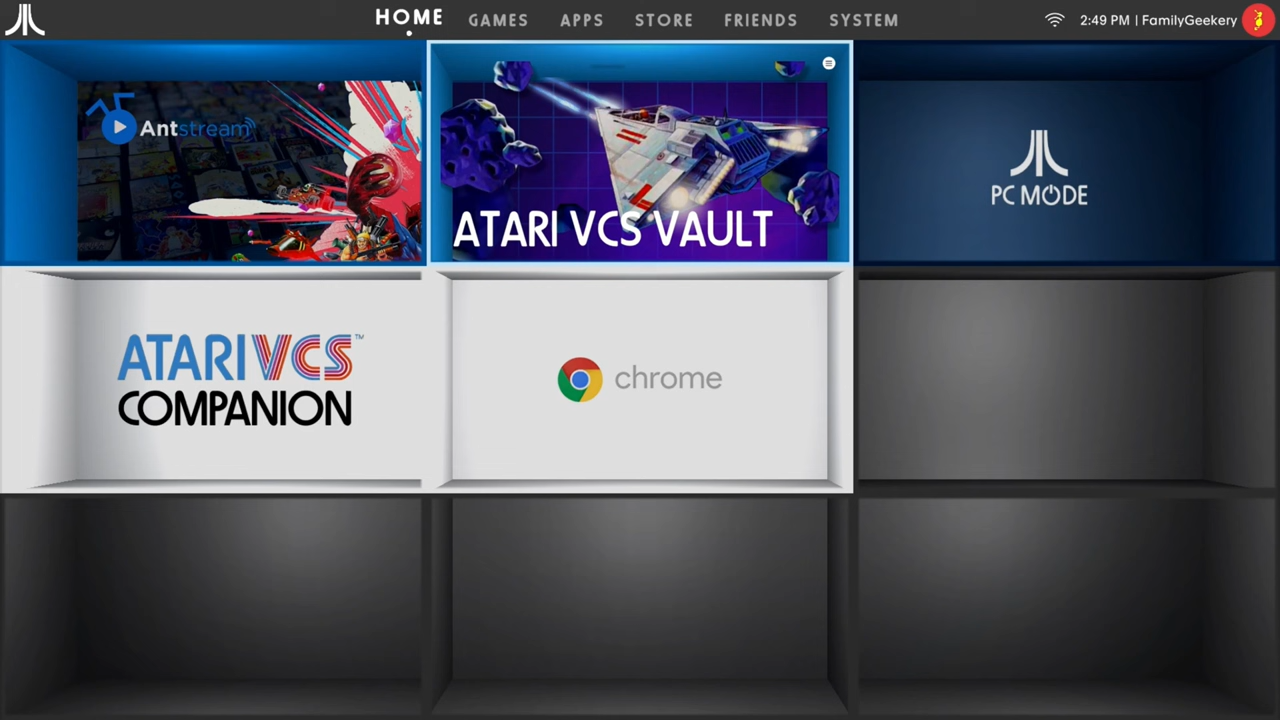 HOME GAMES APPS STORE FRIENDS SYSTEM 2:49 PM | FamilyGeekery
Antstream
ATARI VCS VAULT
PC MODE
ATARI VCS™
COMPANION
chrome